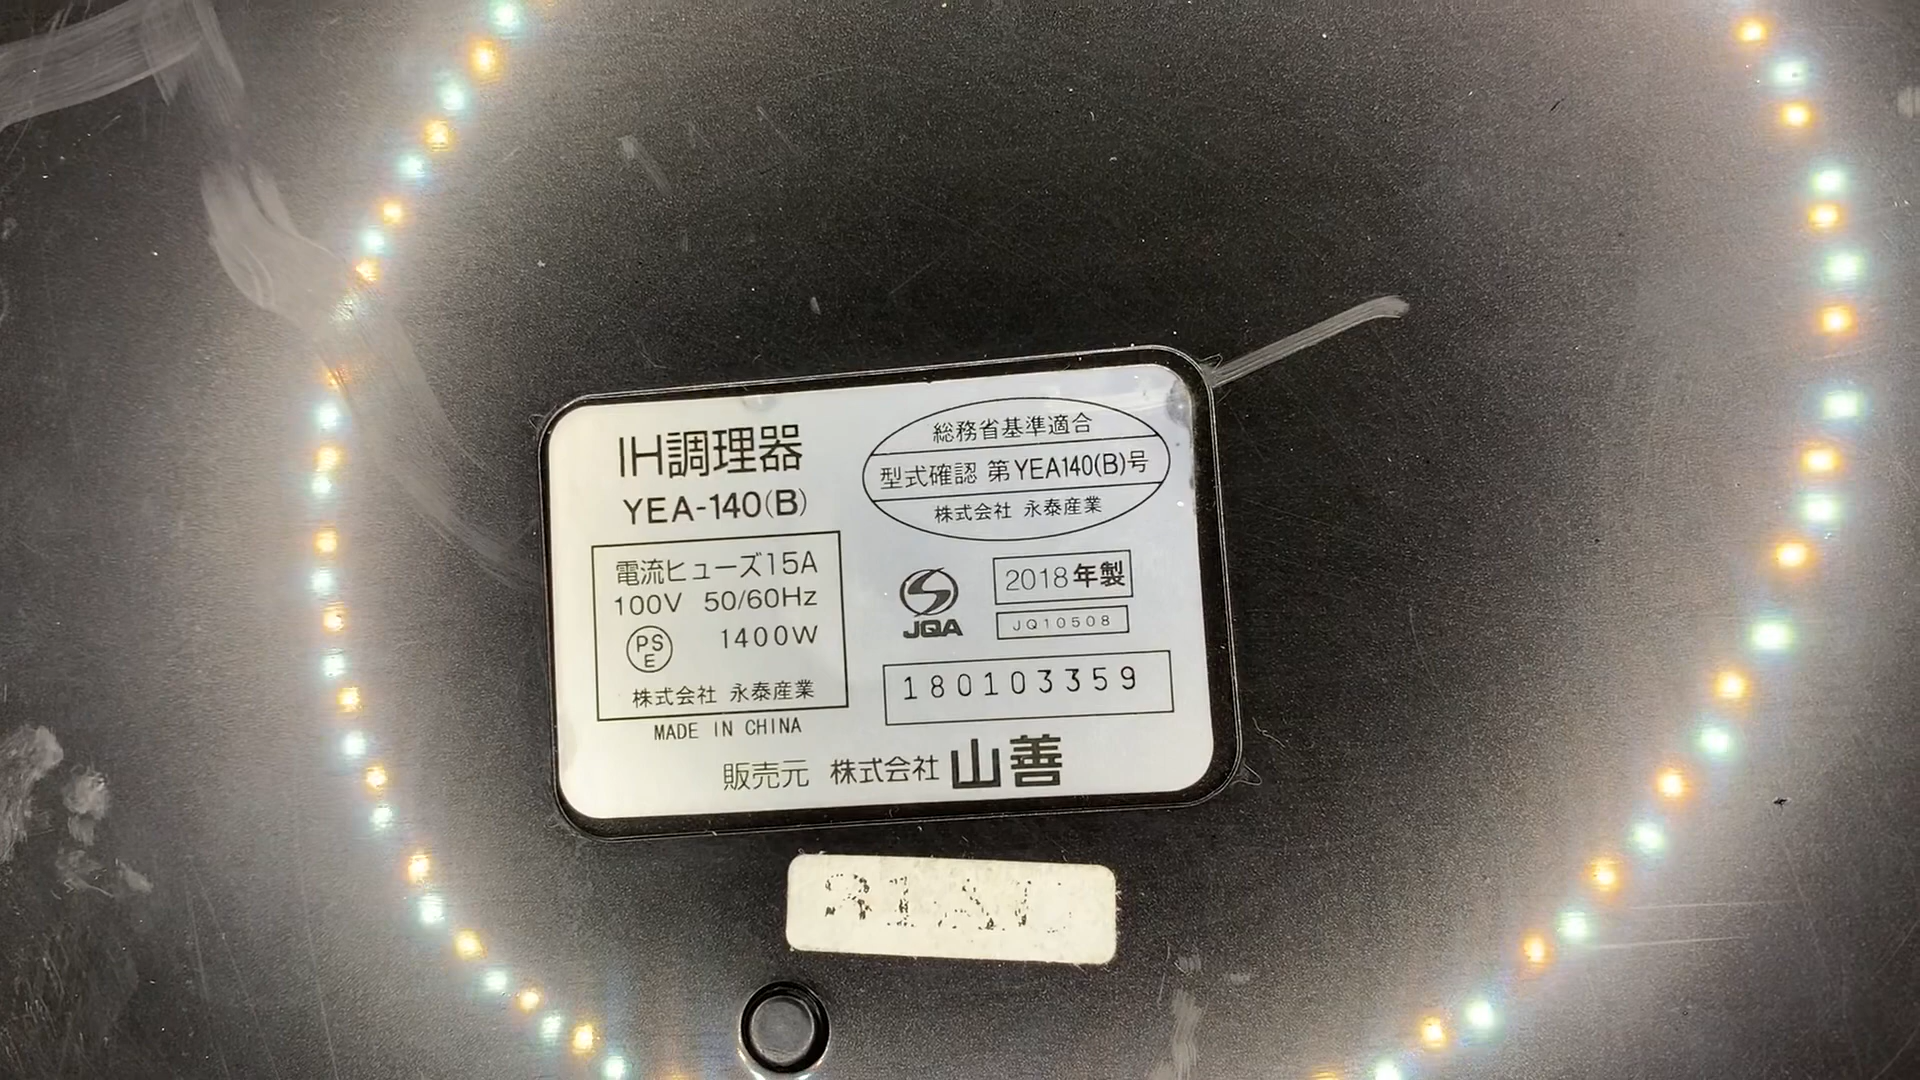 IH調理器
YEA-140(B)
電流ヒューズ15A
100V 50/60Hz
PSE 1400W
株式会社 永泰産業
MADE IN CHINA
総務省基準適合
型式確認 第YEA140(B)号
株式会社 永泰産業
JQA
2018年製
JQ10508
180103359
販売元 株式会社 山善